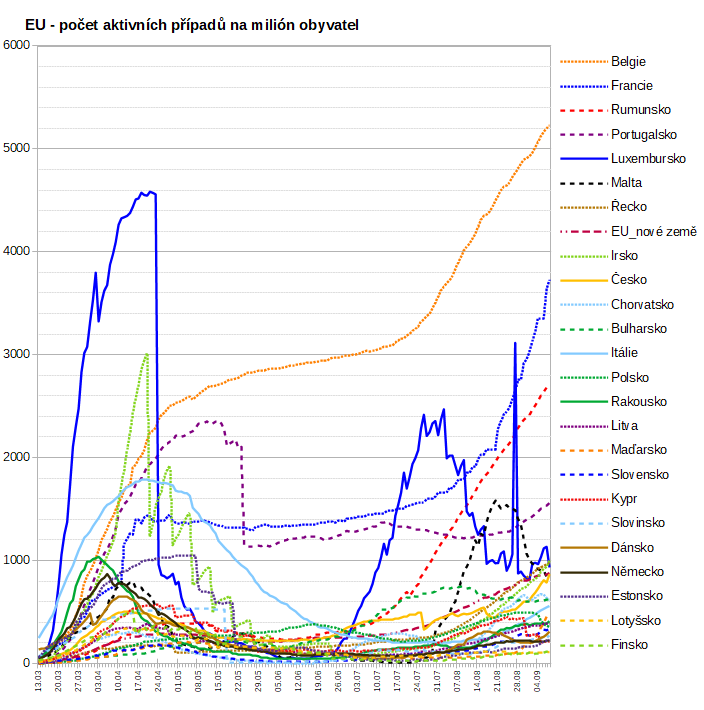 EU - počet aktivních případů na milión obyvatel
6000
5000
4000
3000
2000
1000
0
13.03
20.03
27.03
03.04
10.04
17.04
24.04
01.05
08.05
15.05
22.05
29.05
05.06
12.06
19.06
26.06
03.07
10.07
17.07
24.07
31.07
07.08
14.08
21.08
28.08
04.09
Belgie
Francie
Rumunsko
Portugalsko
Luxembursko
Malta
Řecko
EU_nové země
Irsko
Česko
Chorvatsko
Bulharsko
Itálie
Polsko
Rakousko
Litva
Maďarsko
Slovensko
Kypr
Slovinsko
Dánsko
Německo
Estonsko
Lotyšsko
Finsko